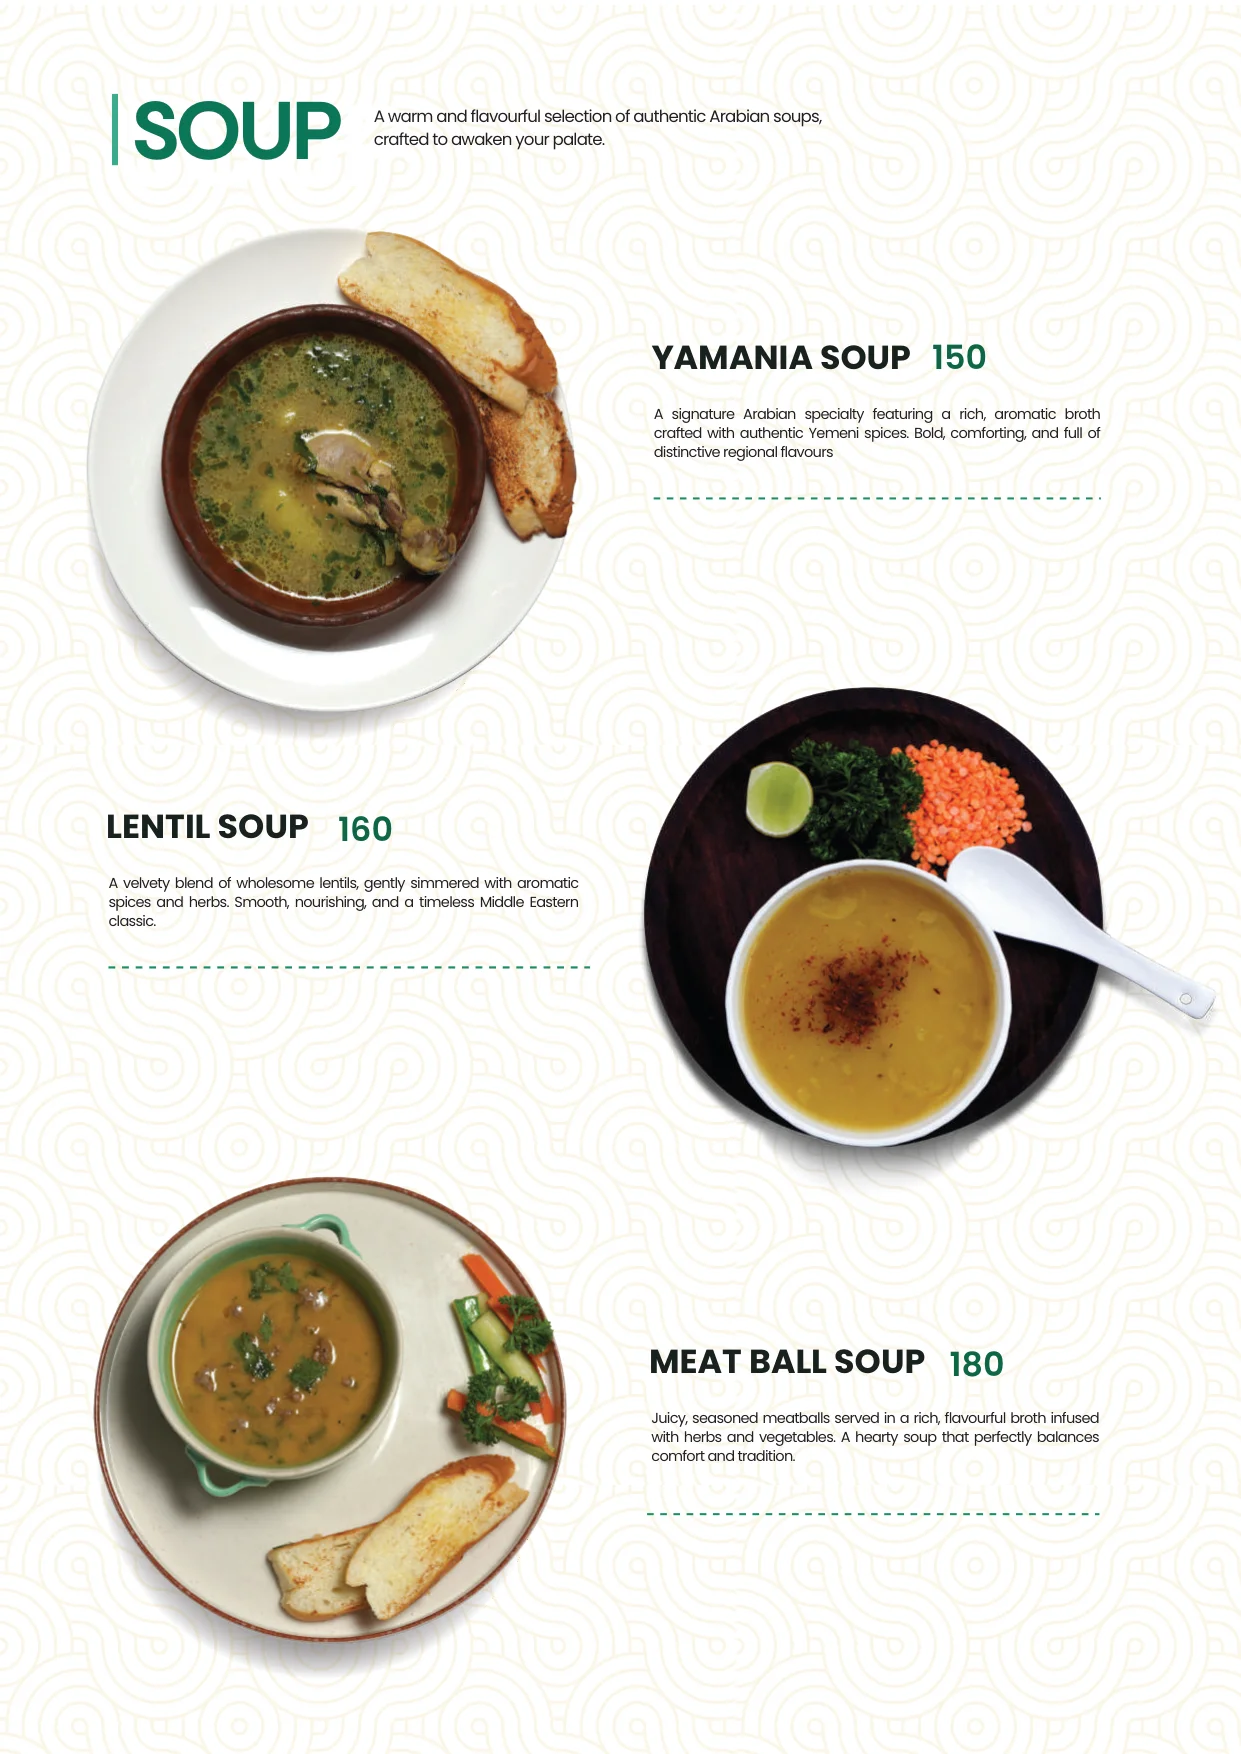 SOUP
A warm and flavourful selection of authentic Arabian soups,
crafted to awaken your palate.
YAMANIA SOUP 150
A signature Arabian specialty featuring a rich, aromatic broth
crafted with authentic Yemeni spices. Bold, comforting, and full of
distinctive regional flavours
LENTIL SOUP 160
A velvety blend of wholesome lentils, gently simmered with aromatic
spices and herbs. Smooth, nourishing, and a timeless Middle Eastern
classic.
MEAT BALL SOUP 180
Juicy, seasoned meatballs served in a rich, flavourful broth infused
with herbs and vegetables. A hearty soup that perfectly balances
comfort and tradition.